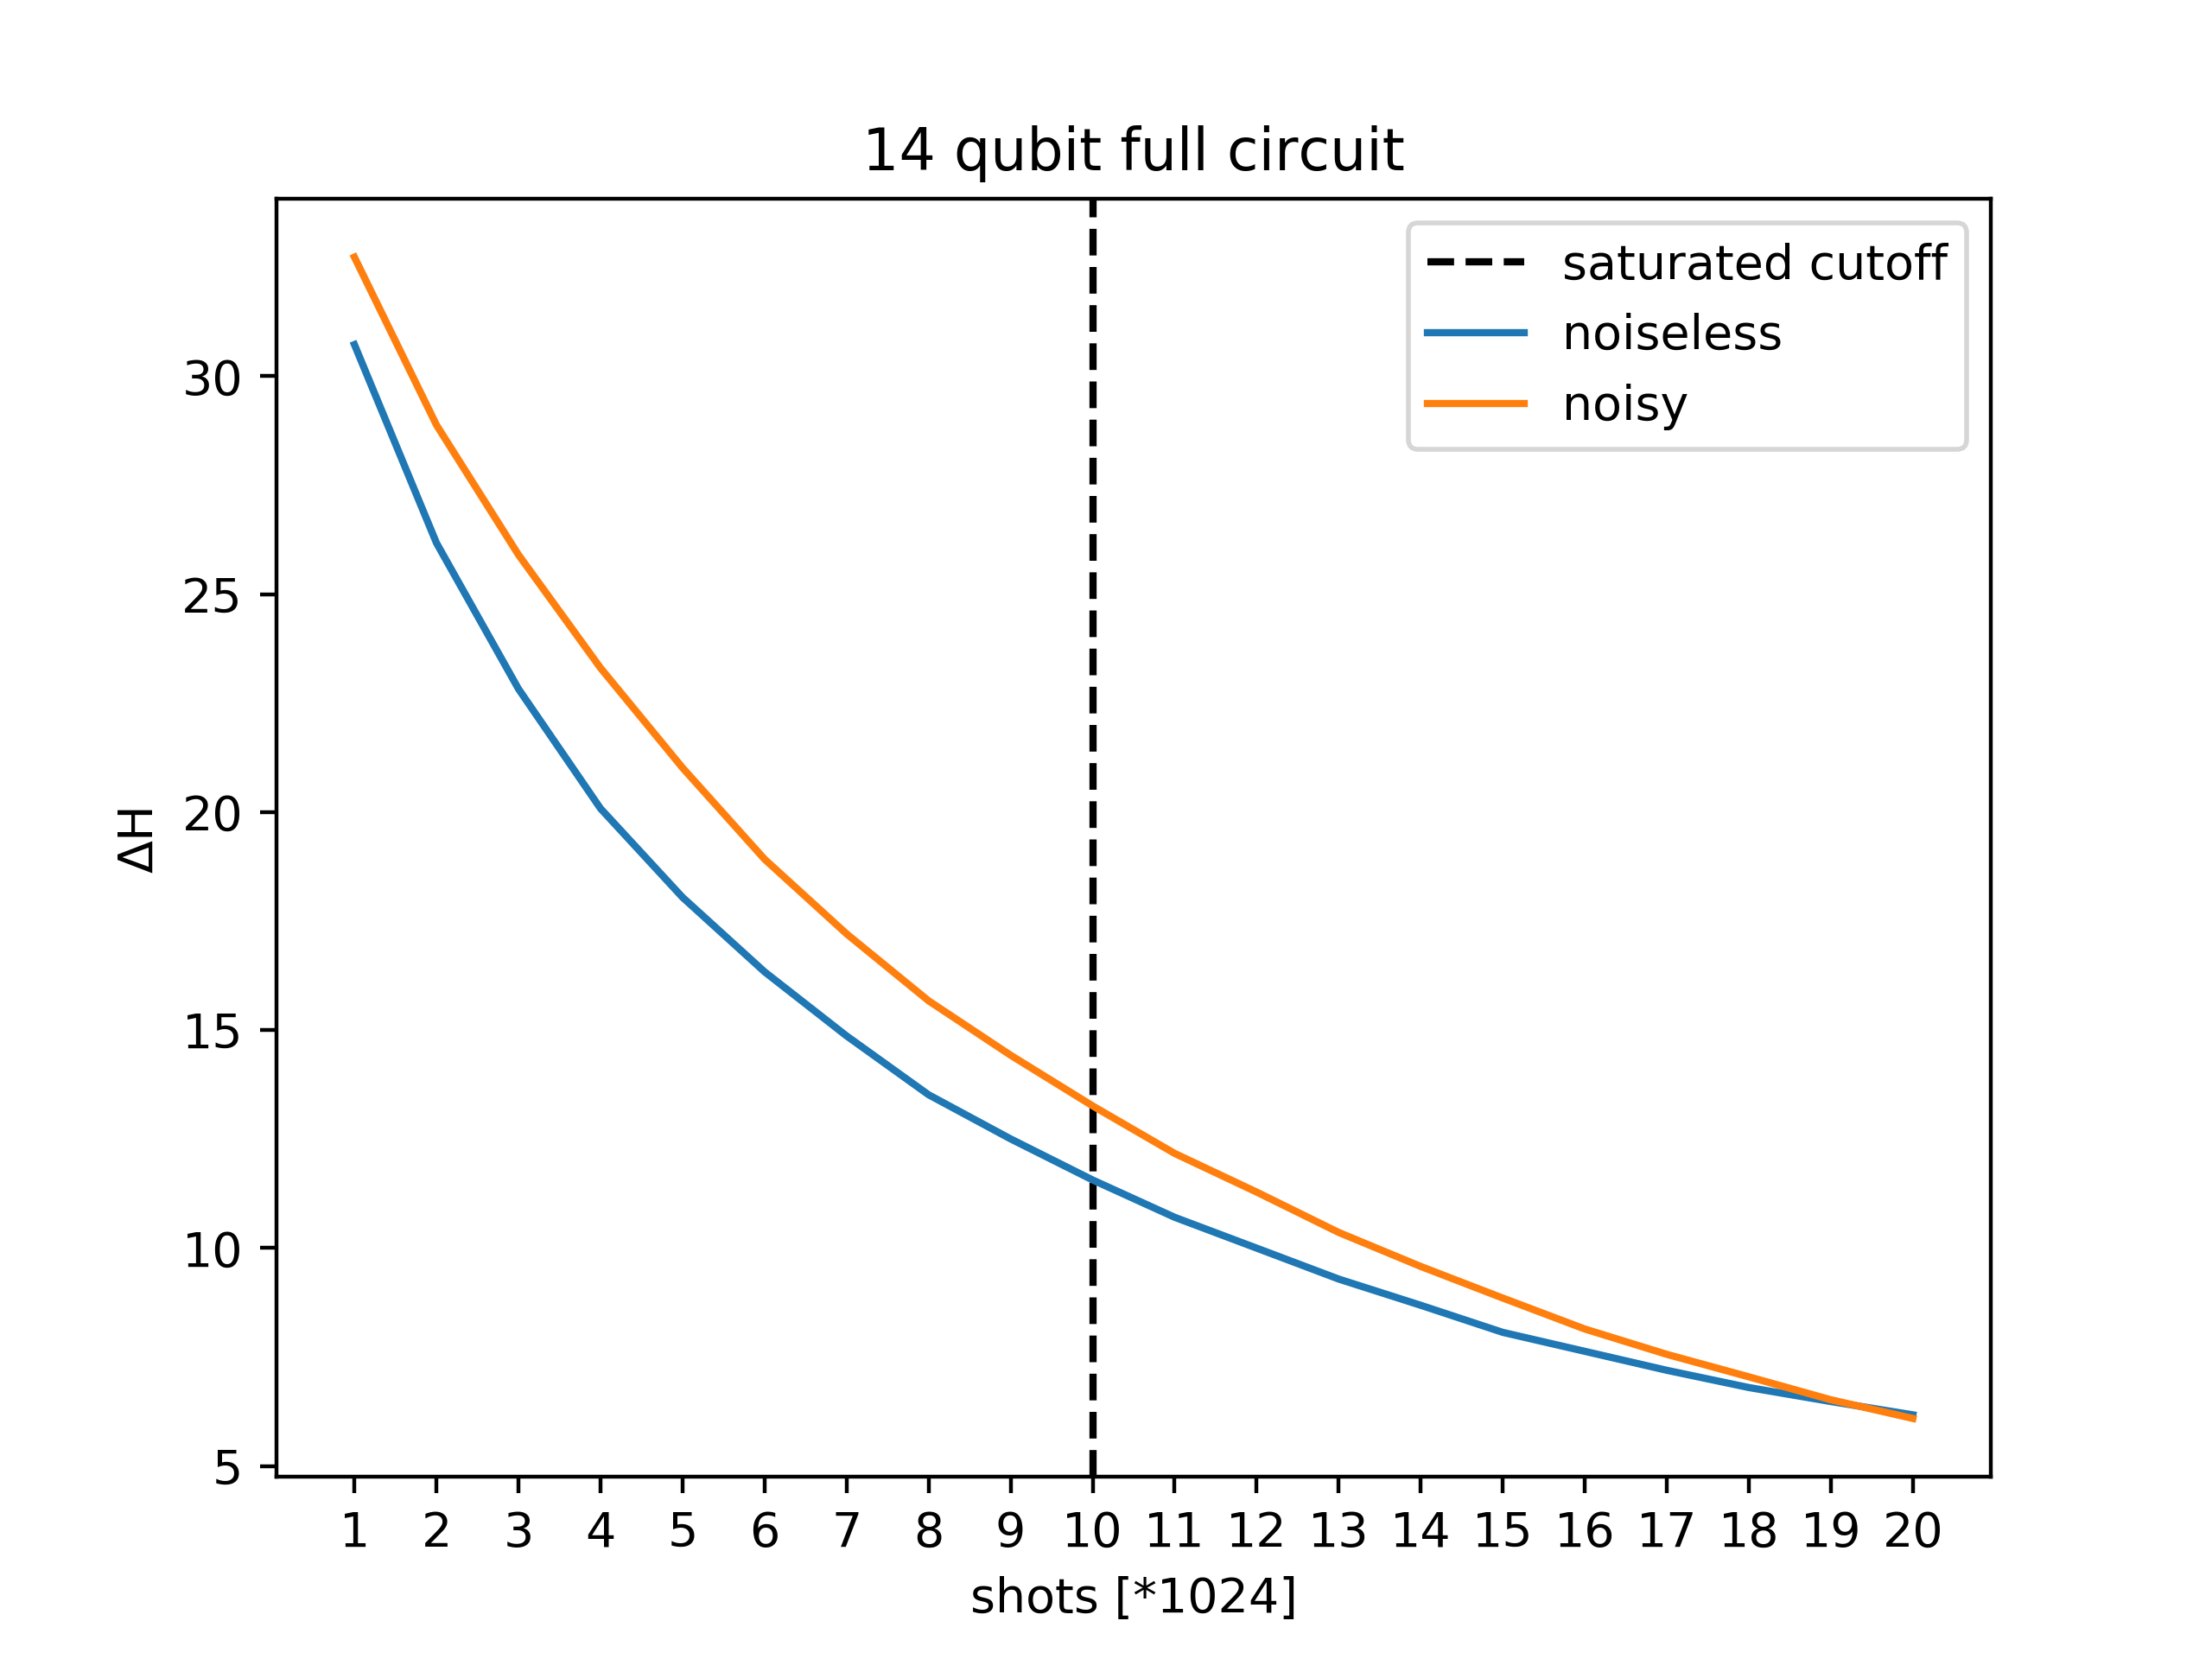 14 qubit full circuit
saturated cutoff
noiseless
noisy
30
25
20
15
10
5
ΔH
1 2 3 4 5 6 7 8 9 10 11 12 13 14 15 16 17 18 19 20
shots [*1024]